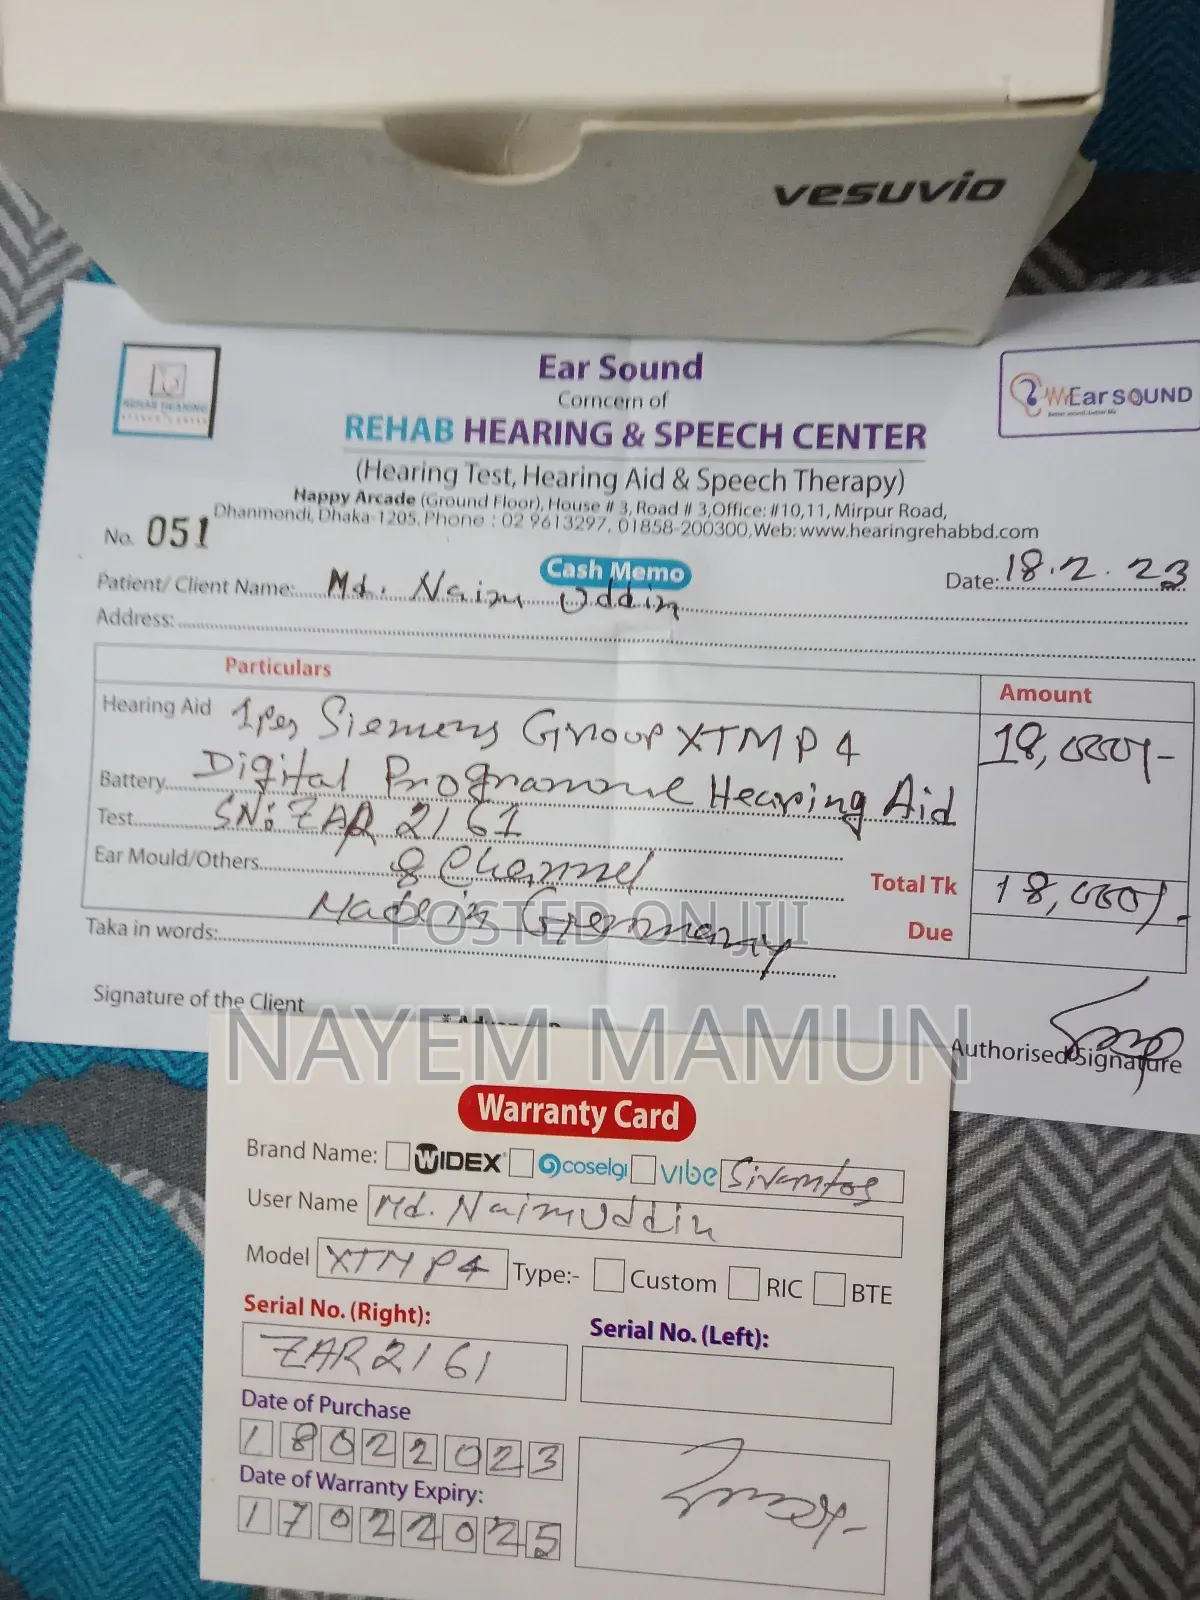 vesuvio
Ear Sound
Corncern of
REHAB HEARING & SPEECH CENTER
(Hearing Test, Hearing Aid & Speech Therapy)
Happy Arcade (Ground Floor), House # 3, Road # 3,Office: #10,11, Mirpur Road,
Dhanmondi, Dhaka-1205, Phone : 02 9613297, 01858-200300,Web: www.hearingrehabbd.com
REHAB HEARING
Ear SOUND
No. 051
Cash Memo
Date: 18.2.23
Patient/ Client Name: Md. Naim Uddin
Address:
Particulars
Amount
Hearing Aid 1pes Siemens Group XTM P4
18,000/-
Battery Digital Programmable Hearing Aid
Test SN: ZAR 2161
Ear Mould/Others 8 Channel
Total Tk 18,000/-
Made in Germany
Due
Taka in words:
POSTED ON JIJI
Signature of the Client
NAYEM MAMUN
Authorised Signature
Warranty Card
Brand Name: WIDEX coselgi vibe Sivantos
User Name Md. Naimuddin
Model XTM P4 Type:- Custom RIC BTE
Serial No. (Right):
Serial No. (Left):
ZAR2161
Date of Purchase
18022023
Date of Warranty Expiry:
17022025